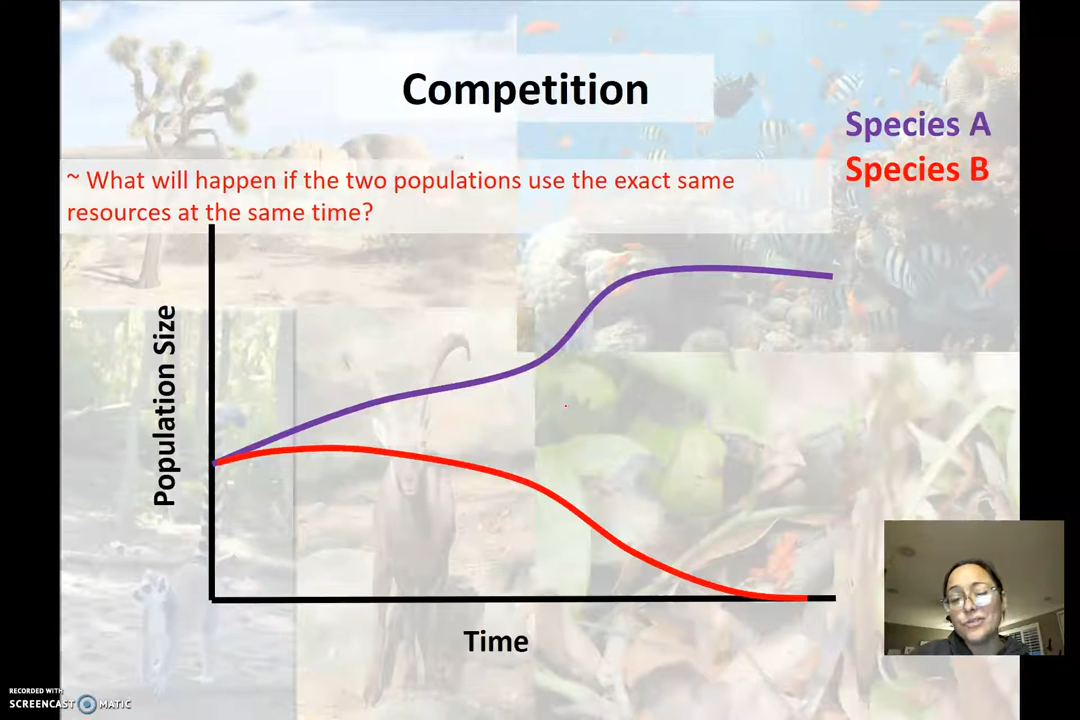 Competition
Species A
Species B
~ What will happen if the two populations use the exact same
resources at the same time?
Population Size
Time
RECORDED WITH
SCREENCAST MATIC